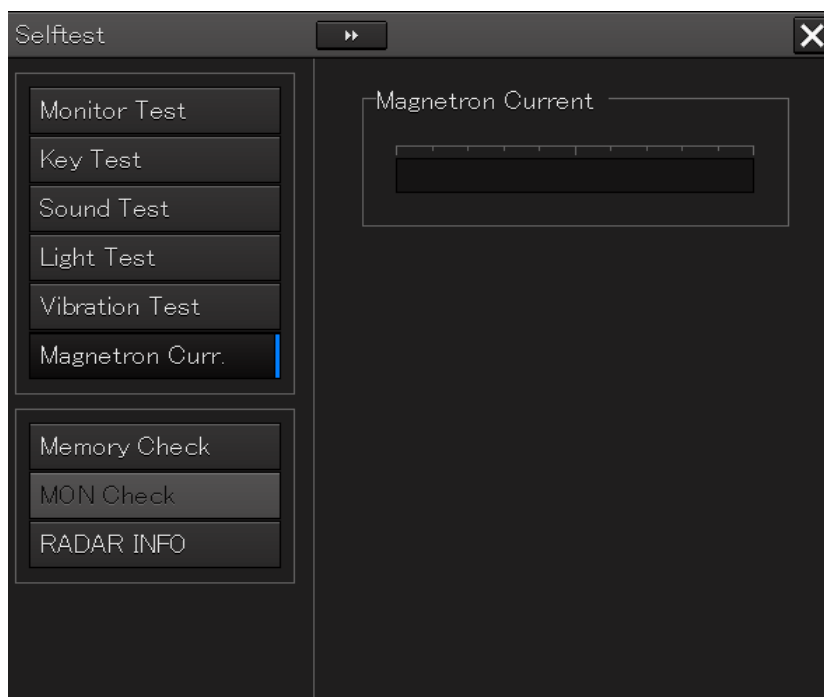 Selftest
Monitor Test
Key Test
Sound Test
Light Test
Vibration Test
Magnetron Curr.
Memory Check
MON Check
RADAR INFO
Magnetron Current